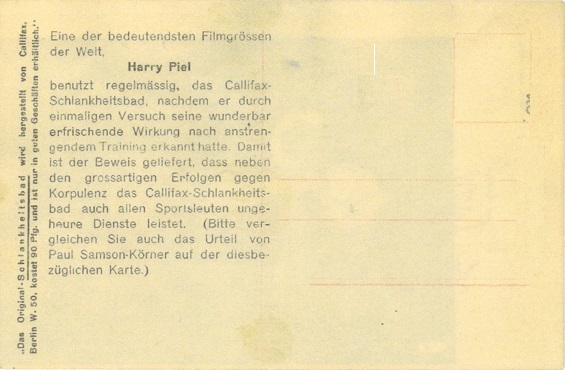 Eine der bedeutendsten Filmgrössen
der Welt,
Harry Piel
benutzt regelmässig, das Callifax-
Schlankheitsbad, nachdem er durch
einmaligen Versuch seine wunderbar
erfrischende Wirkung nach anstren-
gendem Training erkannt hatte. Damit
ist der Beweis geliefert, dass neben
den grossartigen Erfolgen gegen
Korpulenz das Callifax-Schlankheits-
bad auch allen Sportsleuten unge-
heure Dienste leistet. (Bitte ver-
gleichen Sie auch das Urteil von
Paul Samson-Körner auf der diesbe-
züglichen Karte.)
„Das Original-Schlankheitsbad wird hergestellt von Callifax,
Berlin W. 50, kostet 90 Pfg. und ist nur in guten Geschäften erhältlich."